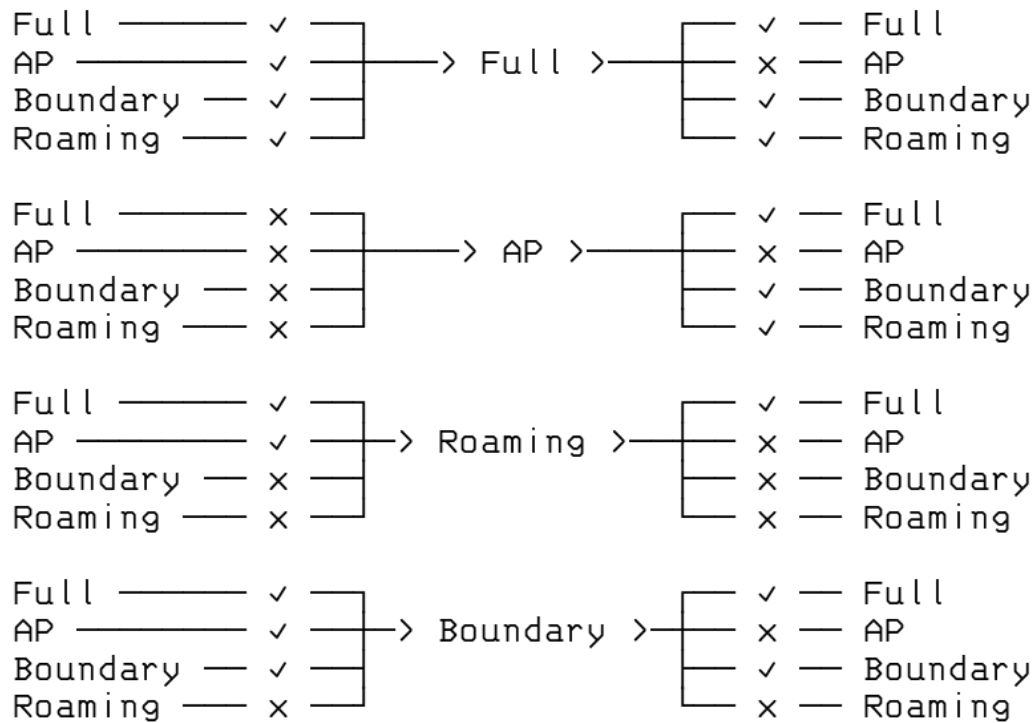 Full ────── ✓ ──┐ ┌── ✓ ── Full
AP ──────── ✓ ──┼───> Full >───┼── × ── AP
Boundary ── ✓ ──┤ ├── ✓ ── Boundary
Roaming ─── ✓ ──┘ └── ✓ ── Roaming
Full ────── × ──┐ ┌── ✓ ── Full
AP ──────── × ──┼────> AP >────┼── × ── AP
Boundary ── × ──┤ ├── ✓ ── Boundary
Roaming ─── × ──┘ └── ✓ ── Roaming
Full ────── ✓ ──┐ ┌── ✓ ── Full
AP ──────── ✓ ──┼─> Roaming >──┼── × ── AP
Boundary ── × ──┤ ├── × ── Boundary
Roaming ─── × ──┘ └── × ── Roaming
Full ────── ✓ ──┐ ┌── ✓ ── Full
AP ──────── ✓ ──┼─> Boundary >─┼── × ── AP
Boundary ── ✓ ──┤ ├── ✓ ── Boundary
Roaming ─── × ──┘ └── × ── Roaming